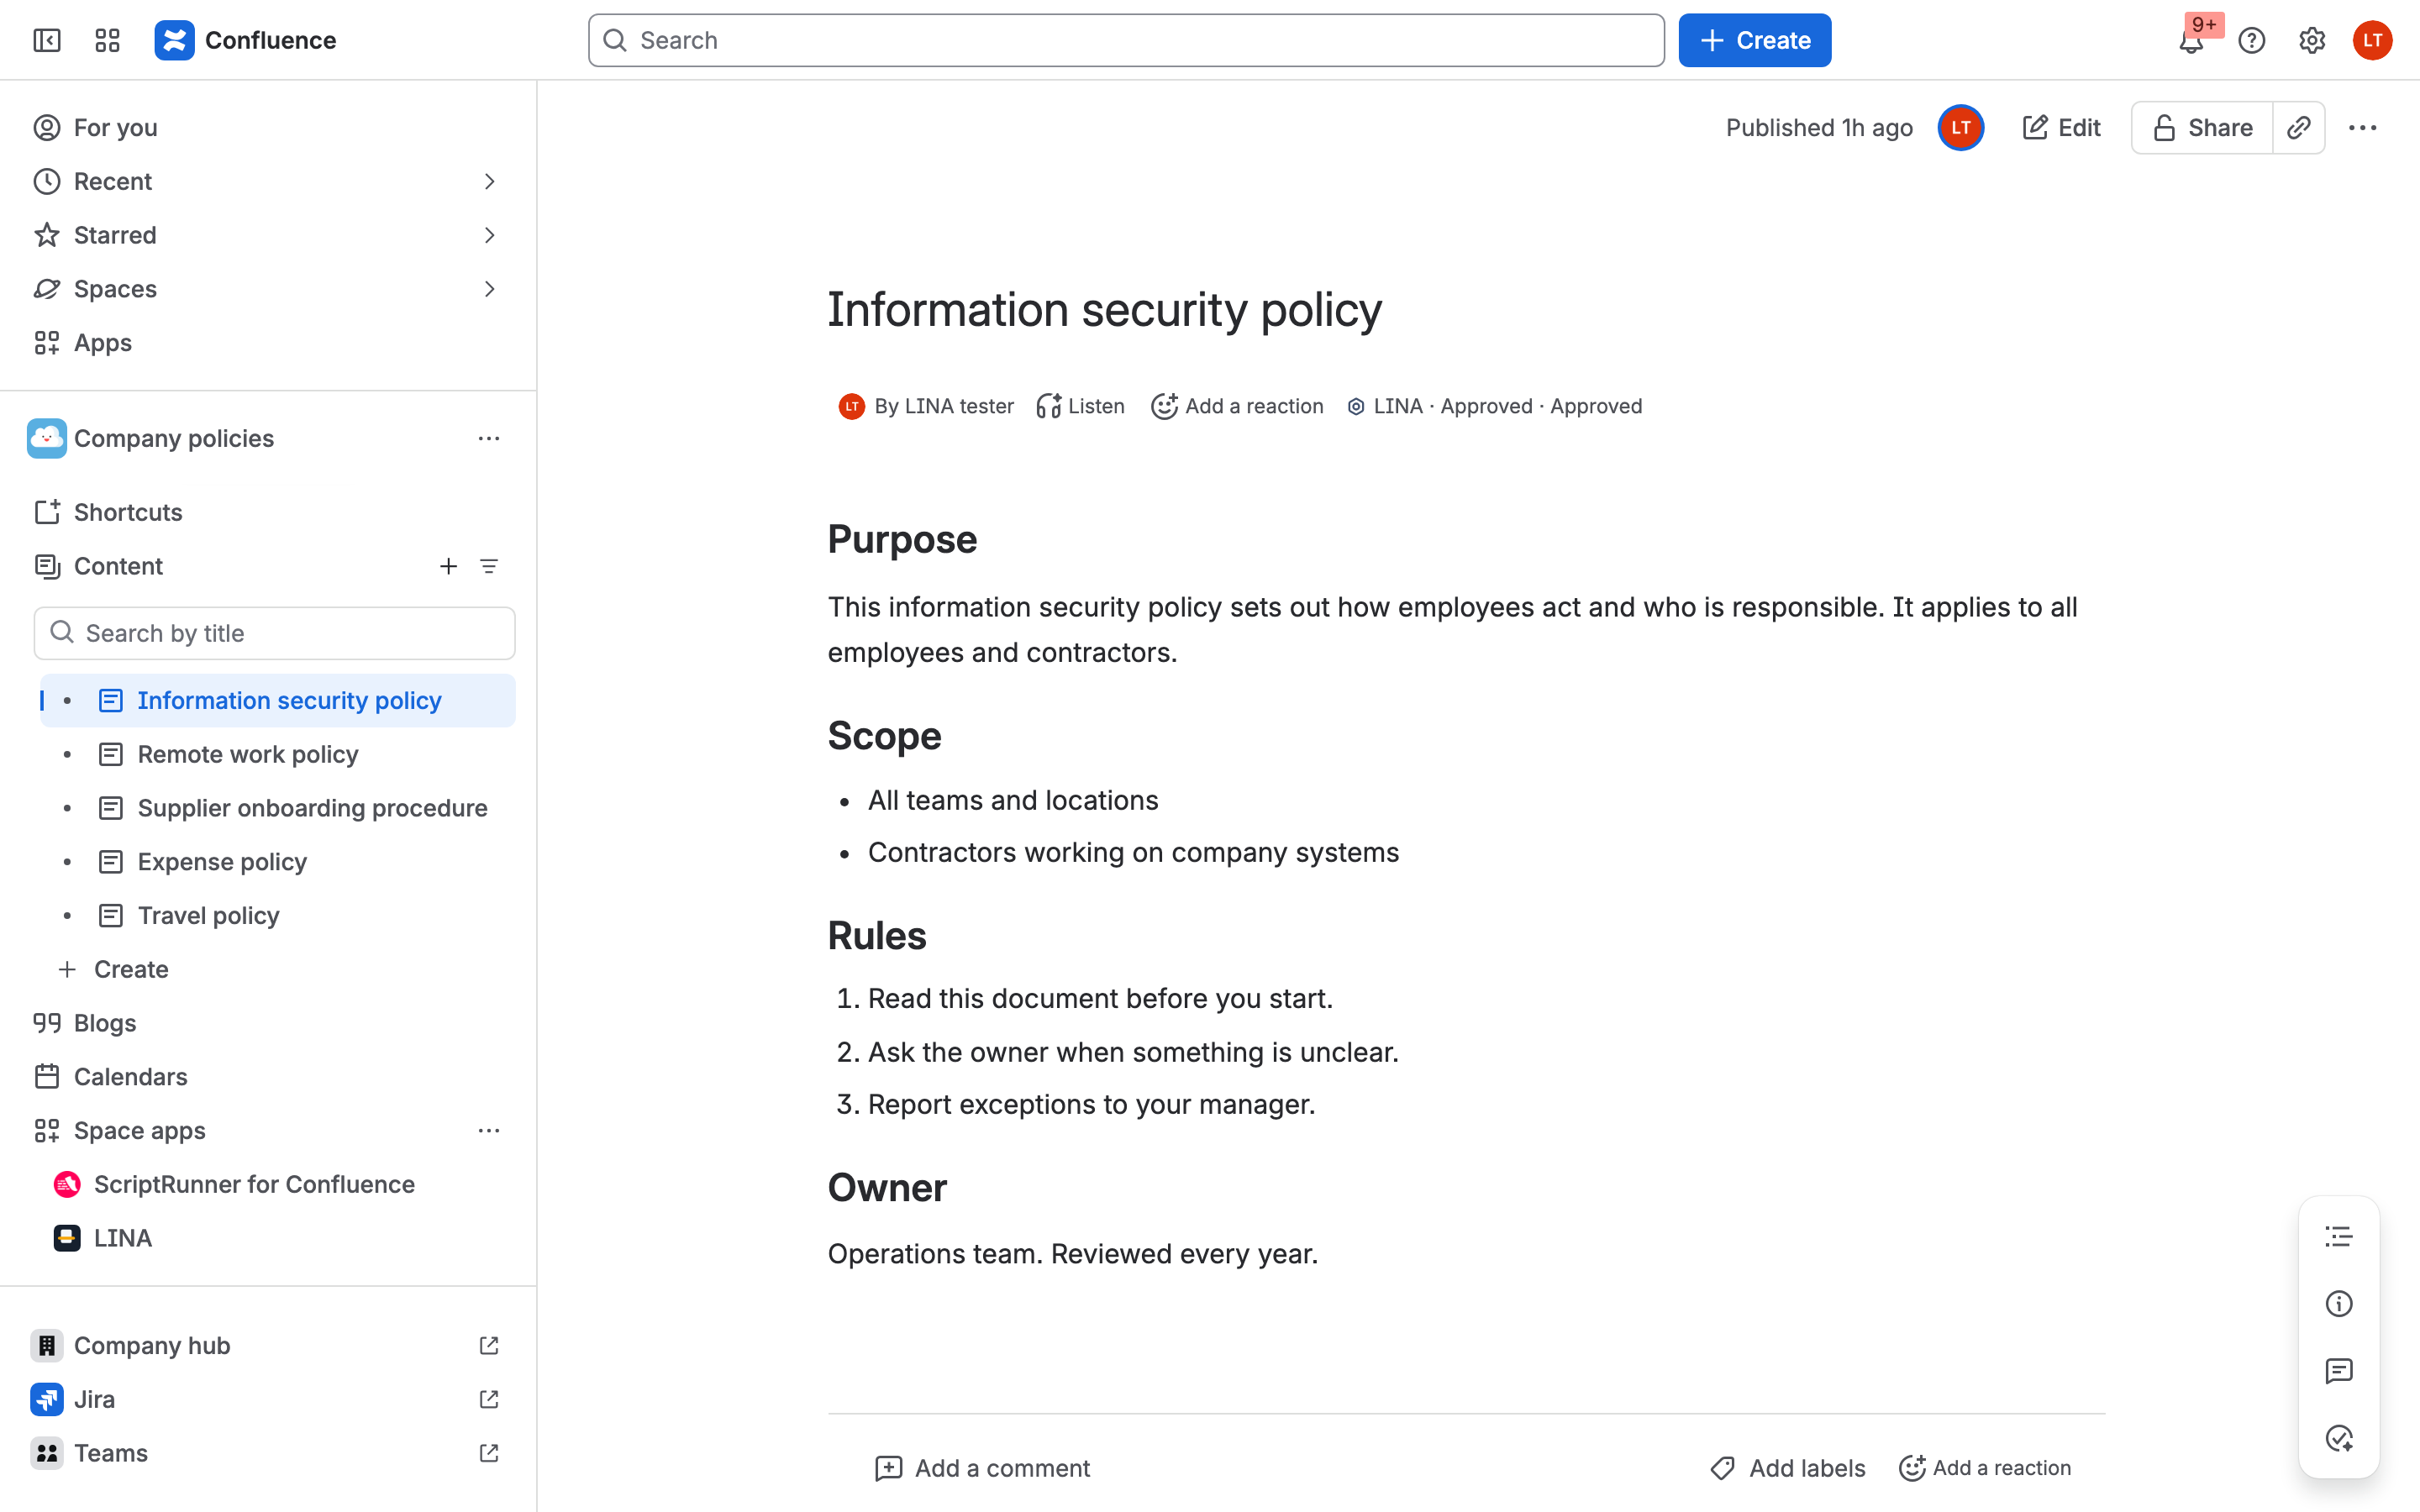 Confluence
Search
Create
9+
LT
For you
Recent
Starred
Spaces
Apps
Company policies
Shortcuts
Content
Search by title
Information security policy
Remote work policy
Supplier onboarding procedure
Expense policy
Travel policy
Create
Blogs
Calendars
Space apps
ScriptRunner for Confluence
LINA
Company hub
Jira
Teams
Published 1h ago
LT
Edit
Share
Information security policy
LT By LINA tester Listen Add a reaction LINA · Approved · Approved
Purpose
This information security policy sets out how employees act and who is responsible. It applies to all
employees and contractors.
Scope
• All teams and locations
• Contractors working on company systems
Rules
1. Read this document before you start.
2. Ask the owner when something is unclear.
3. Report exceptions to your manager.
Owner
Operations team. Reviewed every year.
Add a comment
Add labels
Add a reaction